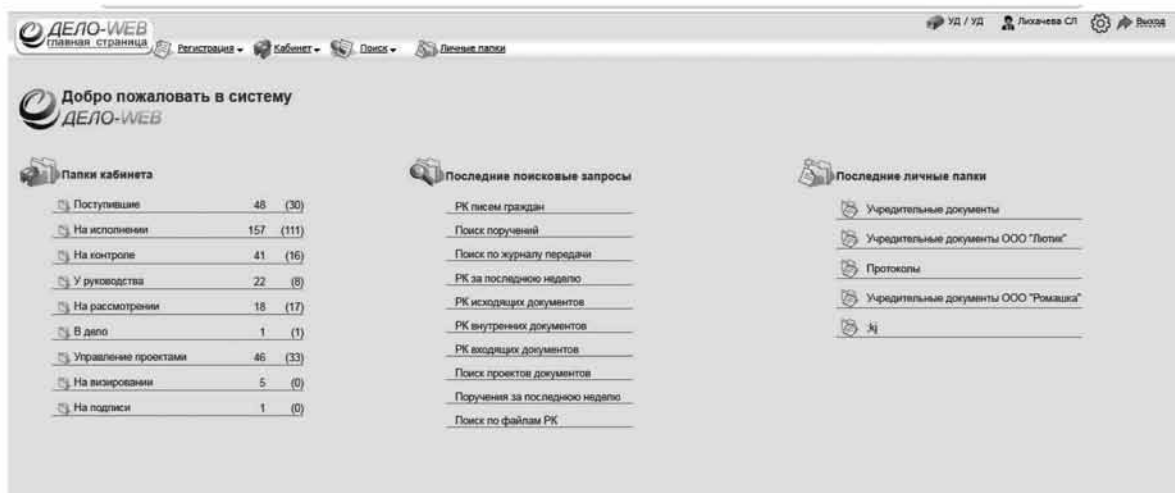 ДЕЛО-WEB
главная страница
Регистрация
Кабинет
Поиск
Личные папки
УД / УД
Лихачева СЛ
Выход
Добро пожаловать в систему
ДЕЛО-WEB
Папки кабинета
Поступившие 48 (30)
На исполнении 157 (111)
На контроле 41 (16)
У руководства 22 (8)
На рассмотрении 18 (17)
В дело 1 (1)
Управление проектами 46 (33)
На визировании 5 (0)
На подписи 1 (0)
Последние поисковые запросы
РК писем граждан
Поиск поручений
Поиск по журналу передачи
РК за последнюю неделю
РК исходящих документов
РК внутренних документов
РК входящих документов
Поиск проектов документов
Поручения за последнюю неделю
Поиск по файлам РК
Последние личные папки
Учредительные документы
Учредительные документы ООО "Лютик"
Протоколы
Учредительные документы ООО "Ромашка"
;kj